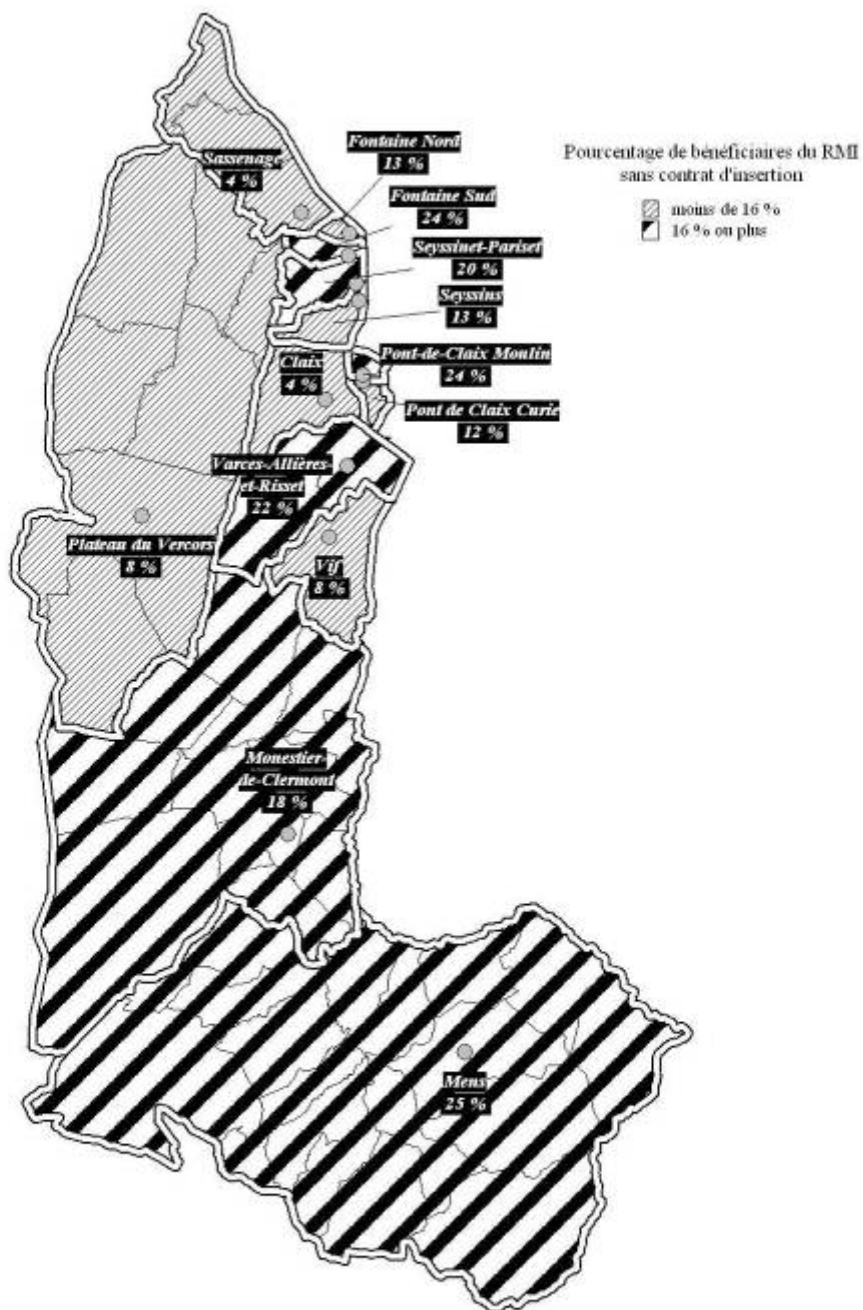 Pourcentage de bénéficiaires du RMI
sans contrat d'insertion
moins de 16 %
16 % ou plus
Fontaine Nord
13 %
Sassenage
4 %
Fontaine Sud
24 %
Seyssinet-Pariset
20 %
Seyssins
13 %
Claix
4 %
Pont-de-Claix Moulin
24 %
Pont de Claix Curie
12 %
Varces-Allières-
et-Risset
22 %
Plateau du Vercors
8 %
Vif
8 %
Monestier-
de-Clermont
18 %
Mens
25 %